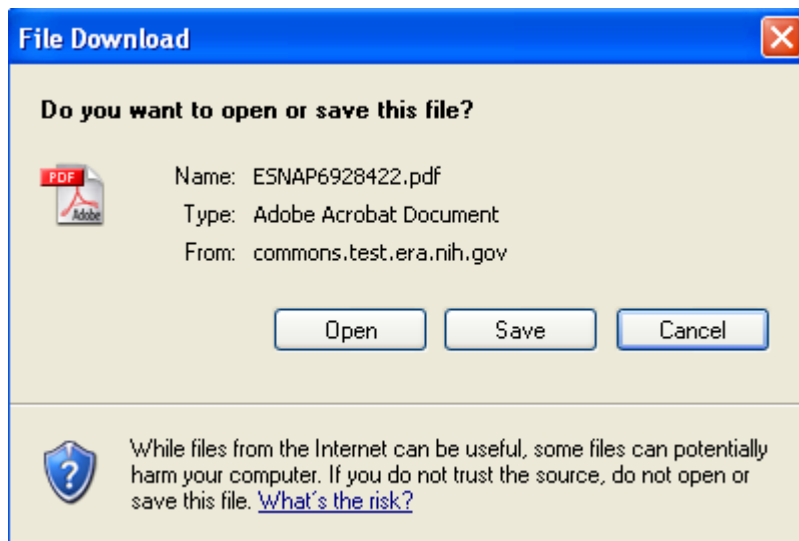 File Download
Do you want to open or save this file?
PDF
Adobe
Name: ESNAP6928422.pdf
Type: Adobe Acrobat Document
From: commons.test.era.nih.gov
Open Save Cancel
While files from the Internet can be useful, some files can potentially
harm your computer. If you do not trust the source, do not open or
save this file. What's the risk?